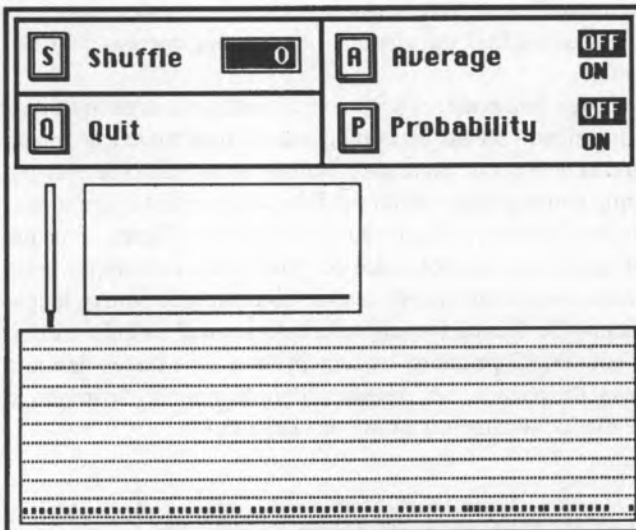 S Shuffle 0
Q Quit
A Average OFF ON
P Probability OFF ON